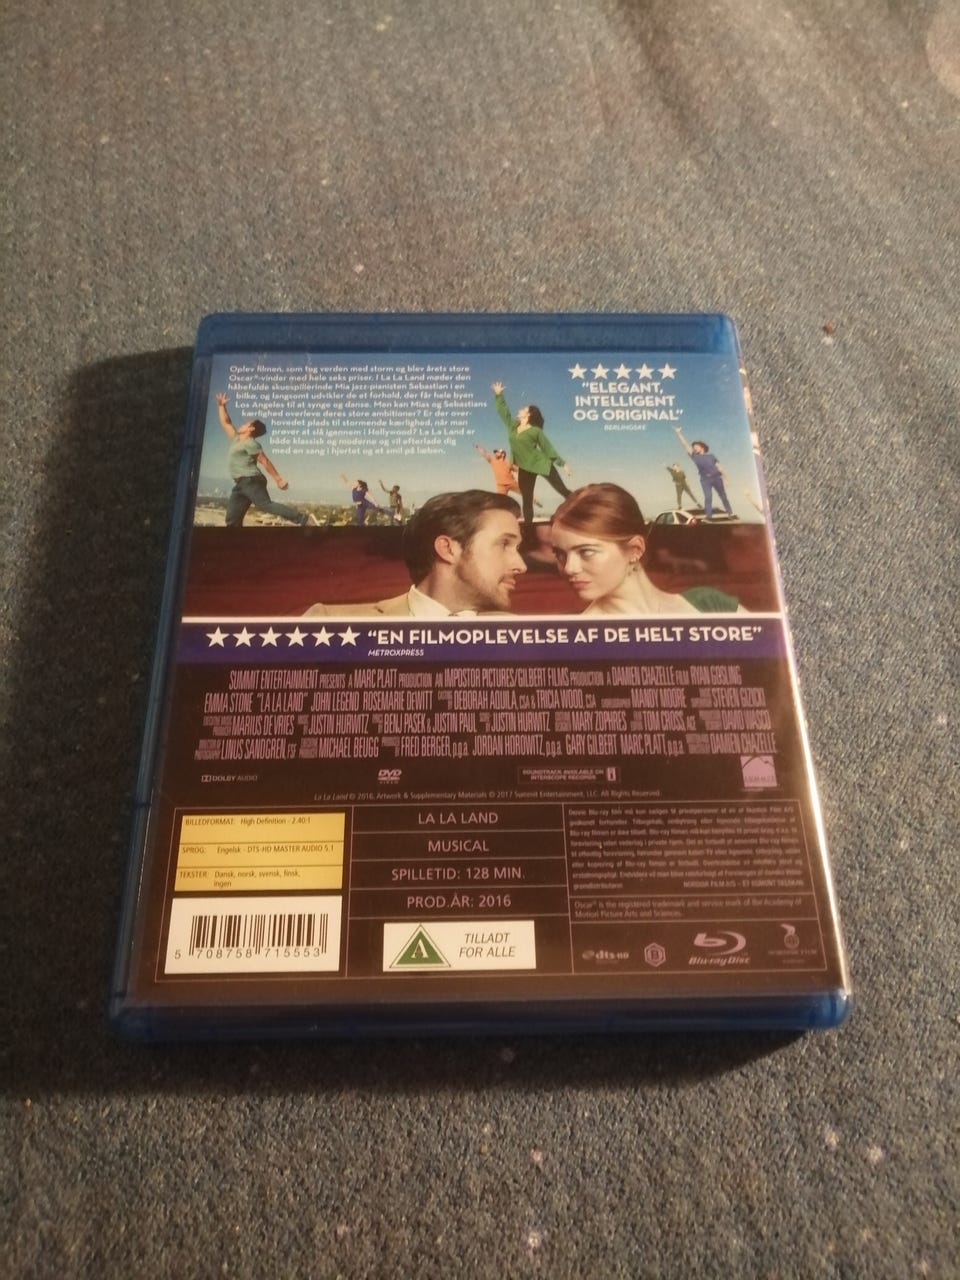 Oplev filmen, som tog verden med storm og blev årets store
Oscar®-vinder med hele seks priser. I La La Land møder den
håbefulde skuespillerinde Mia jazz-pianisten Sebastian i en
bilkø, og langsomt udvikler de et forhold, der får hele byen
Los Angeles til at synge og danse. Men kan Mias og Sebastians
kærlighed overleve deres store ambitioner? Er der over-
hovedet plads til stormende kærlighed, når man
prøver at slå igennem i Hollywood? La La Land er
både klassisk og moderne og vil efterlade dig
med en sang i hjertet og et smil på læben.
"ELEGANT,
INTELLIGENT
OG ORIGINAL"
BERLINGSKE
"EN FILMOPLEVELSE AF DE HELT STORE"
METROXPRESS
SUMMIT ENTERTAINMENT PRESENTS A MARC PLATT PRODUCTION AN IMPOSTOR PICTURES/GILBERT FILMS PRODUCTION A DAMIEN CHAZELLE FILM RYAN GOSLING
EMMA STONE "LA LA LAND" JOHN LEGEND ROSEMARIE DEWITT DEBORAH AQUILA, CSA & TRICIA WOOD, CSA MANDY MOORE STEVEN GIZICKI
MARIUS DE VRIES JUSTIN HURWITZ BENJ PASEK & JUSTIN PAUL JUSTIN HURWITZ MARY ZOPHRES TOM CROSS, ACE DAVID WASCO
LINUS SANDGREN, FSF MICHAEL BEUGG FRED BERGER, p.g.a. JORDAN HOROWITZ, p.g.a. GARY GILBERT MARC PLATT, p.g.a. DAMIEN CHAZELLE
DOLBY AUDIO
DVD
VIDEO
SOUNDTRACK AVAILABLE ON
INTERSCOPE RECORDS
SUMMIT
La La Land © 2016, Artwork & Supplementary Materials © 2017 Summit Entertainment, LLC. All Rights Reserved.
BILLEDFORMAT: High Definition - 2.40:1
SPROG: Engelsk - DTS-HD MASTER AUDIO 5.1
TEKSTER: Dansk, norsk, svensk, finsk,
ingen
5 708758 715553
LA LA LAND
MUSICAL
SPILLETID: 128 MIN.
PROD.ÅR: 2016
A
TILLADT
FOR ALLE
NORDISK FILM A/S – ET EGMONT SELSKAB
Oscar® is the registered trademark and service mark of the Academy of
Motion Picture Arts and Sciences.
dts-HD
B
Blu-ray Disc
NORDISK FILM